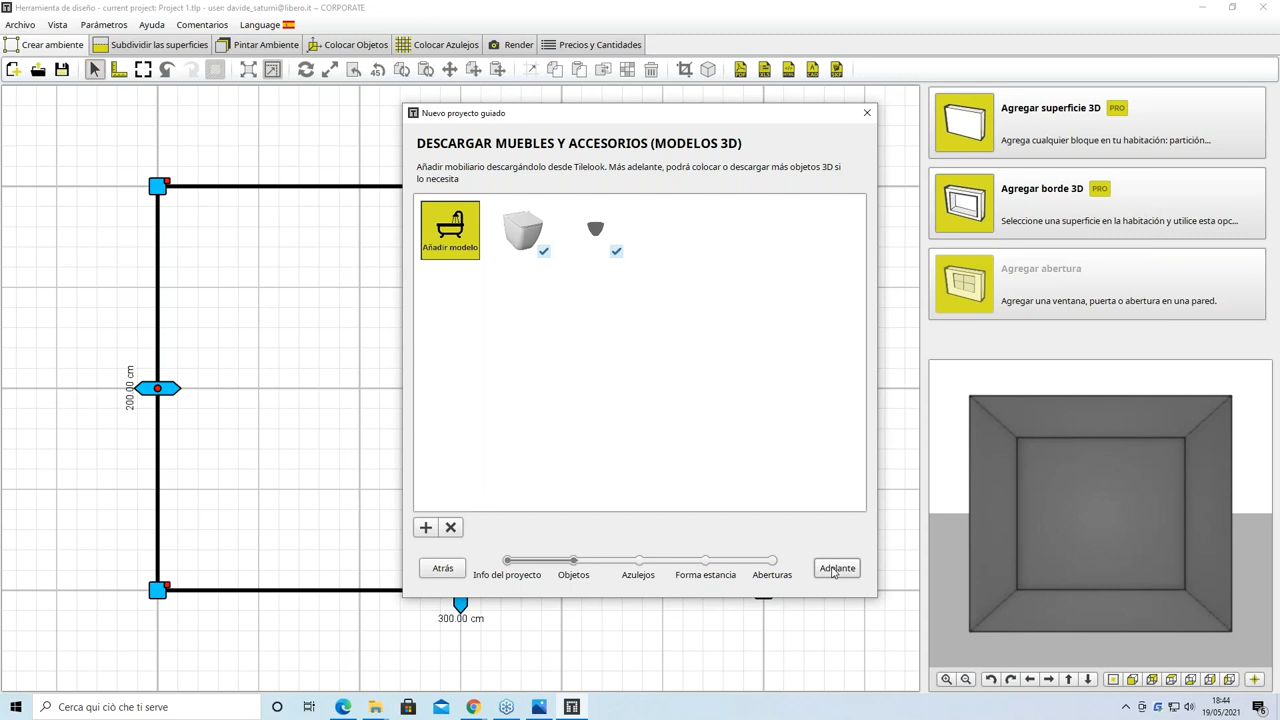 Herramienta de diseño - current project: Project 1.tlp - user: davide_saturni@libero.it -- CORPORATE
Archivo Vista Parámetros Ayuda Comentarios Language
Crear ambiente Subdividir las superficies Pintar Ambiente Colocar Objetos Colocar Azulejos Render Precios y Cantidades
PDF XLS CAD SKP
Nuevo proyecto guiado
DESCARGAR MUEBLES Y ACCESORIOS (MODELOS 3D)
Añadir mobiliario descargándolo desde Tilelook. Más adelante, podrá colocar o descargar más objetos 3D si
lo necesita
Añadir modelo
Atrás
Info del proyecto Objetos Azulejos Forma estancia Aberturas
Adelante
200.00 cm
300.00 cm
Agregar superficie 3D PRO
Agrega cualquier bloque en tu habitación: partición...
Agregar borde 3D PRO
Seleccione una superficie en la habitación y utilice esta opc...
Agregar abertura
Agregar una ventana, puerta o abertura en una pared.
Cerca qui ciò che ti serve
18:44
19/05/2021